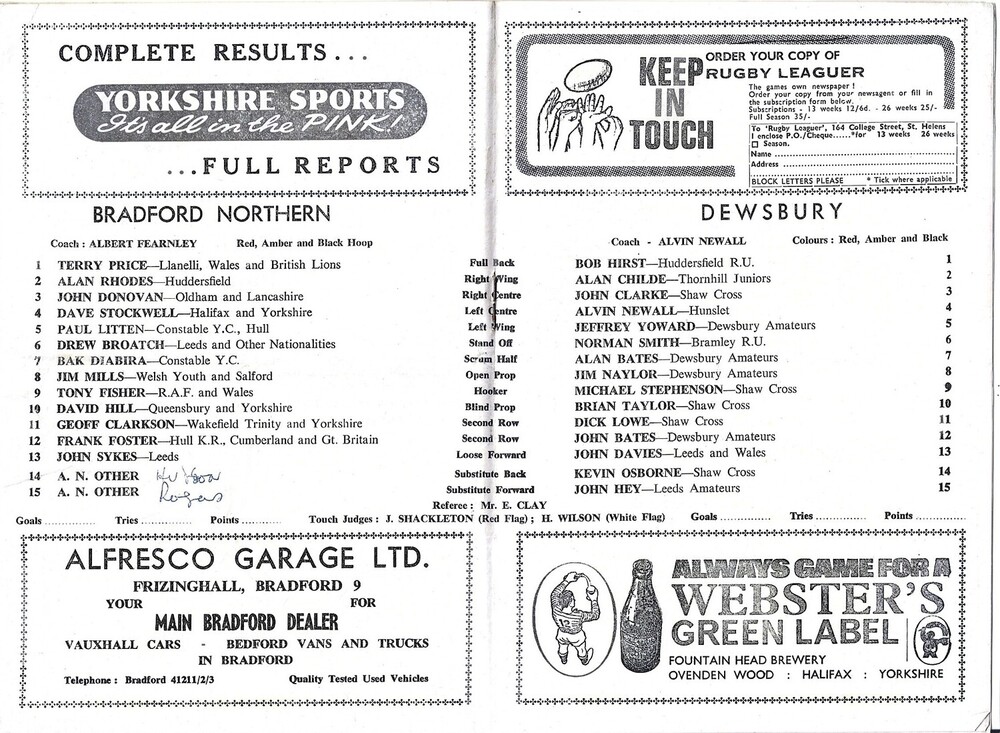 COMPLETE RESULTS . . .
YORKSHIRE SPORTS
It's all in the PINK!
. . . FULL REPORTS
BRADFORD NORTHERN
Coach : ALBERT FEARNLEY Red, Amber and Black Hoop
1 TERRY PRICE—Llanelli, Wales and British Lions Full Back
2 ALAN RHODES—Huddersfield Right Wing
3 JOHN DONOVAN—Oldham and Lancashire Right Centre
4 DAVE STOCKWELL—Halifax and Yorkshire Left Centre
5 PAUL LITTEN—Constable Y.C., Hull Left Wing
6 DREW BROATCH—Leeds and Other Nationalities Stand Off
7 BAK DIABIRA—Constable Y.C. Scrum Half
8 JIM MILLS—Welsh Youth and Salford Open Prop
9 TONY FISHER—R.A.F. and Wales Hooker
10 DAVID HILL—Queensbury and Yorkshire Blind Prop
11 GEOFF CLARKSON—Wakefield Trinity and Yorkshire Second Row
12 FRANK FOSTER—Hull K.R., Cumberland and Gt. Britain Second Row
13 JOHN SYKES—Leeds Loose Forward
14 A. N. OTHER Substitute Back
15 A. N. OTHER Rogers Substitute Forward
KEEP IN TOUCH
ORDER YOUR COPY OF
RUGBY LEAGUER
The games own newspaper !
Order your copy from your newsagent or fill in
the subscription form below.
Subscriptions - 13 weeks 12/6d. - 26 weeks 25/-
Full Season 35/-
To 'Rugby Leaguer', 164 College Street, St. Helens
I enclose P.O./Cheque......*for 13 weeks 26 weeks
□ Season.
Name ........
Address ........
BLOCK LETTERS PLEASE * Tick where applicable
DEWSBURY
Coach - ALVIN NEWALL Colours : Red, Amber and Black
BOB HIRST—Huddersfield R.U. 1
ALAN CHILDE—Thornhill Juniors 2
JOHN CLARKE—Shaw Cross 3
ALVIN NEWALL—Hunslet 4
JEFFREY YOWARD—Dewsbury Amateurs 5
NORMAN SMITH—Bramley R.U. 6
ALAN BATES—Dewsbury Amateurs 7
JIM NAYLOR—Dewsbury Amateurs 8
MICHAEL STEPHENSON—Shaw Cross 9
BRIAN TAYLOR—Shaw Cross 10
DICK LOWE—Shaw Cross 11
JOHN BATES—Dewsbury Amateurs 12
JOHN DAVIES—Leeds and Wales 13
KEVIN OSBORNE—Shaw Cross 14
JOHN HEY—Leeds Amateurs 15
Referee : Mr. E. CLAY
Goals .............. Tries .............. Points .............. ; Touch Judges : J. SHACKLETON (Red Flag) ; H. WILSON (White Flag) Goals .............. Tries .............. Points ..............
ALFRESCO GARAGE LTD.
FRIZINGHALL, BRADFORD 9
YOUR FOR
MAIN BRADFORD DEALER
VAUXHALL CARS - BEDFORD VANS AND TRUCKS
IN BRADFORD
Telephone : Bradford 41211/2/3 Quality Tested Used Vehicles
ALWAYS GAME FOR A
WEBSTER'S
GREEN LABEL
FOUNTAIN HEAD BREWERY
OVENDEN WOOD : HALIFAX : YORKSHIRE
12